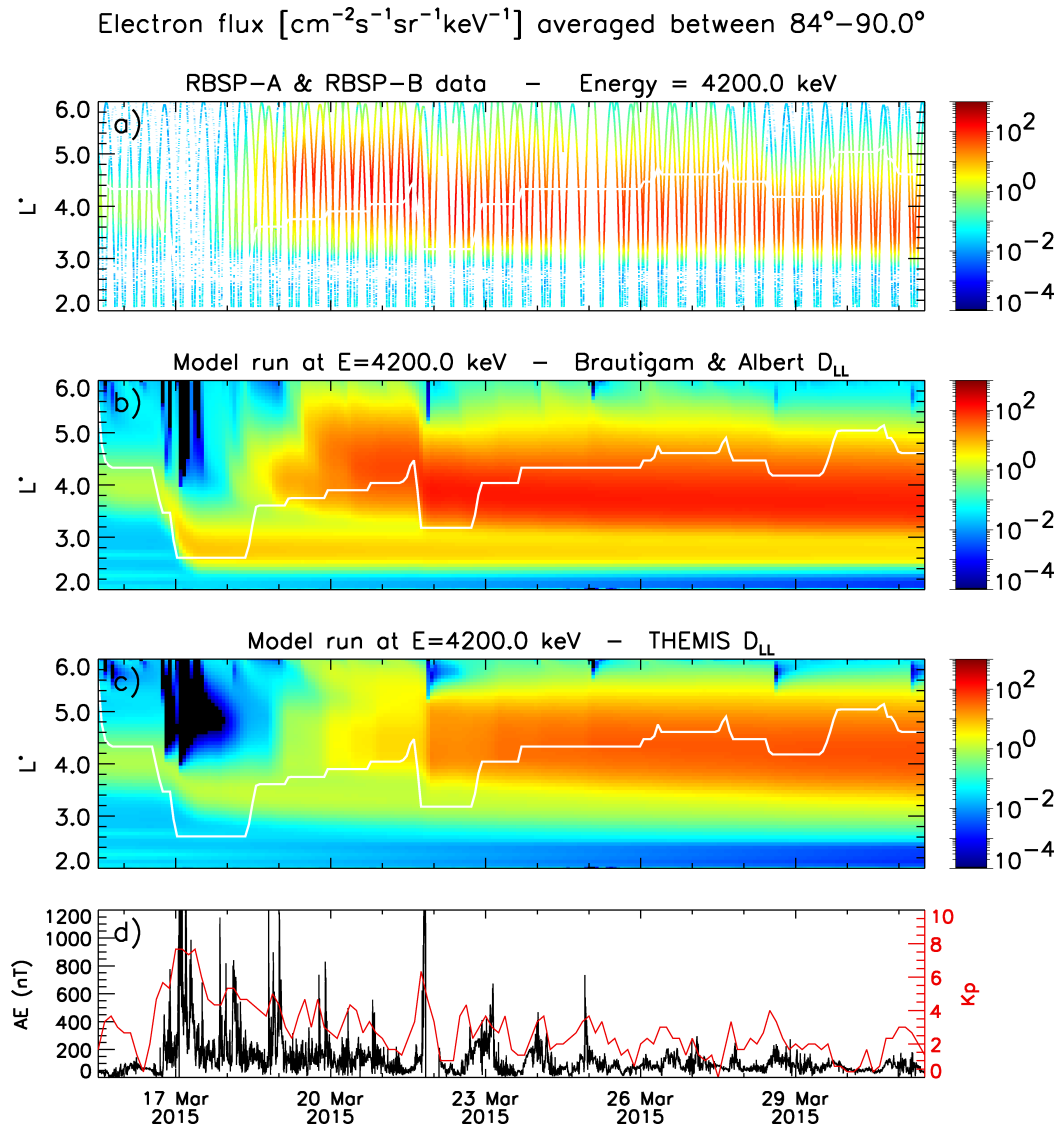 Electron flux [cm⁻²s⁻¹sr⁻¹keV⁻¹] averaged between 84°−90.0°
RBSP−A & RBSP−B data − Energy = 4200.0 keV
a)
6.0
5.0
4.0
3.0
2.0
L*
10²
10⁰
10⁻²
10⁻⁴
Model run at E=4200.0 keV − Brautigam & Albert D_LL
b)
6.0
5.0
4.0
3.0
2.0
L*
10²
10⁰
10⁻²
10⁻⁴
Model run at E=4200.0 keV − THEMIS D_LL
c)
6.0
5.0
4.0
3.0
2.0
L*
10²
10⁰
10⁻²
10⁻⁴
d)
1200
1000
800
600
400
200
0
AE (nT)
10
8
6
4
2
0
Kp
17 Mar 20 Mar 23 Mar 26 Mar 29 Mar
2015 2015 2015 2015 2015